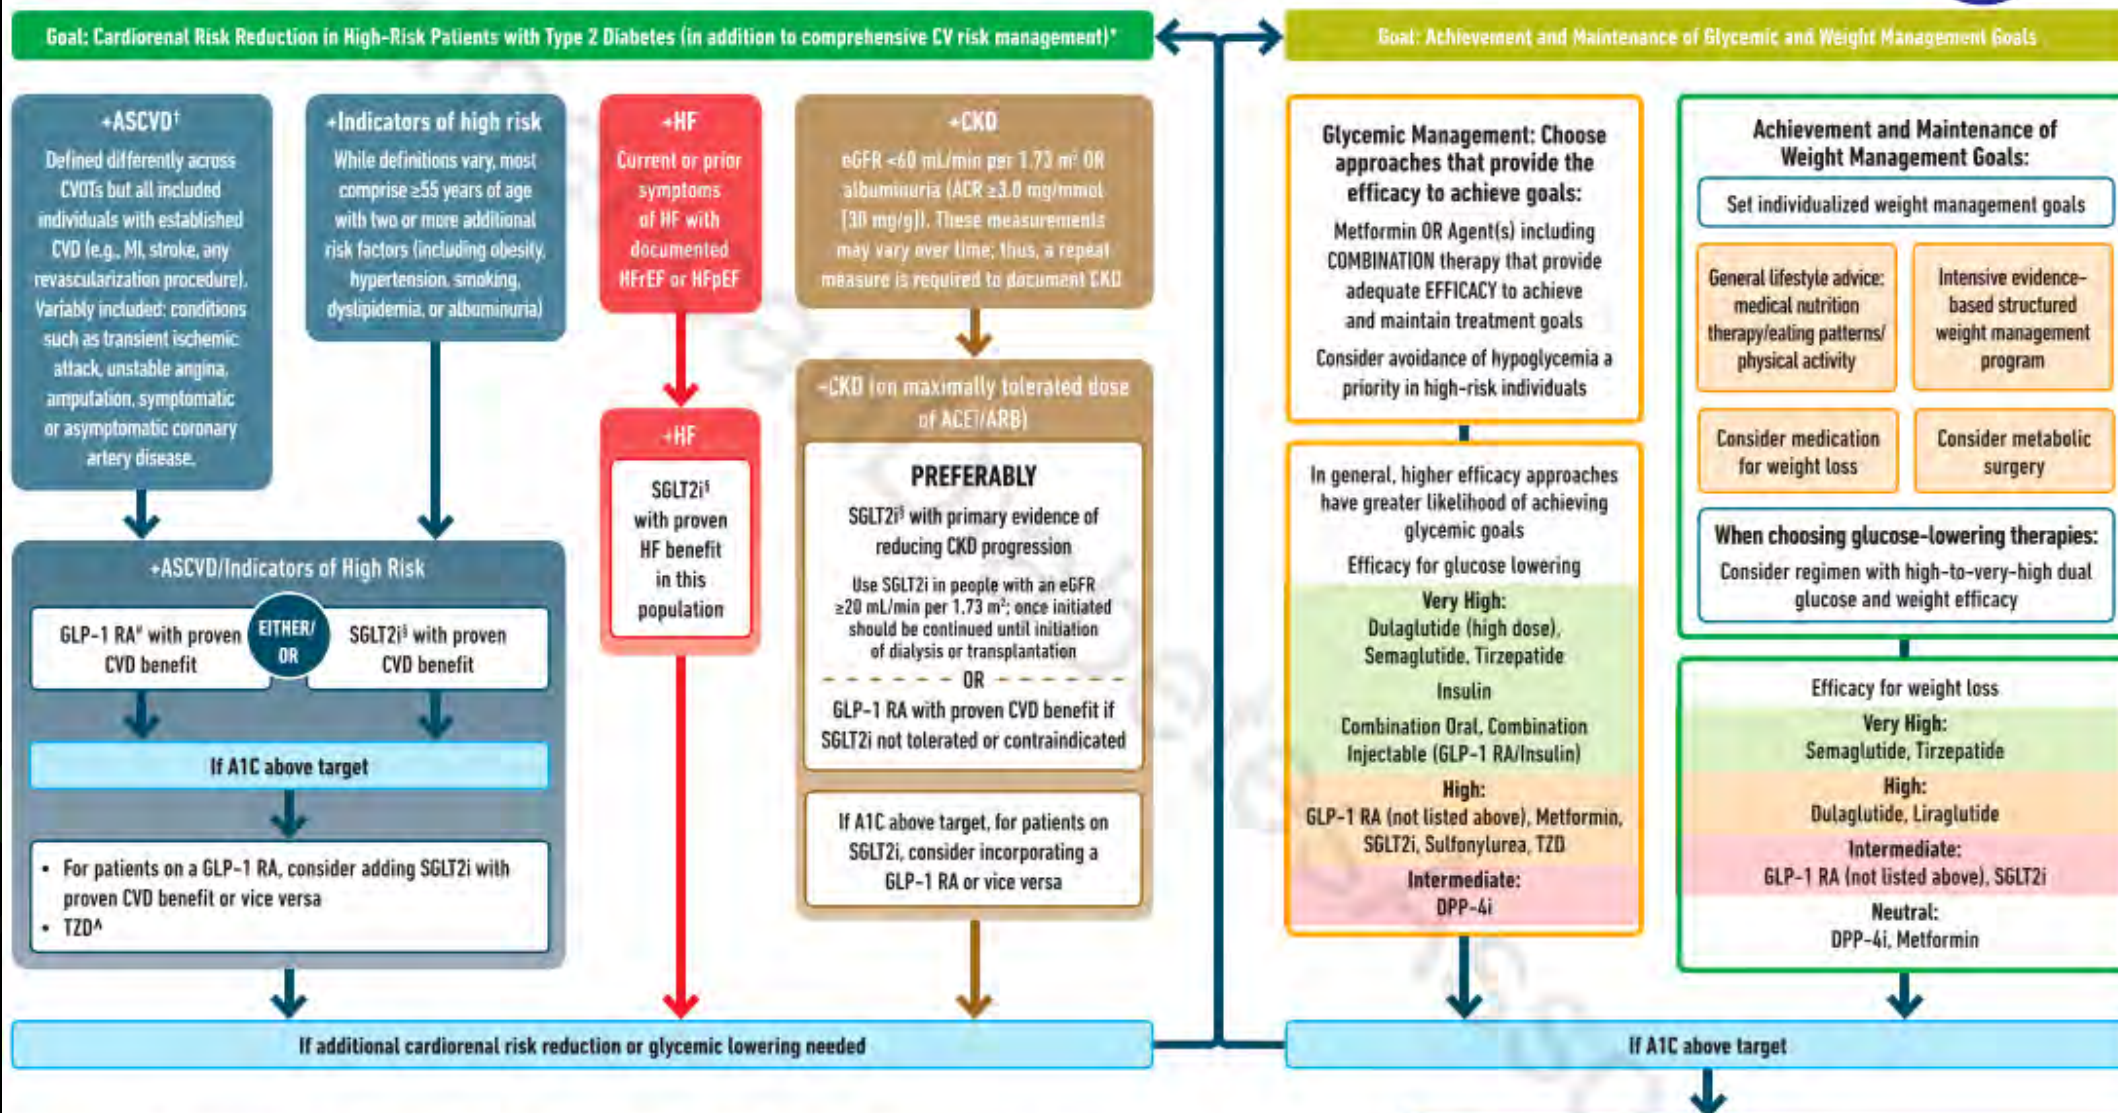 Goal: Cardiorenal Risk Reduction in High-Risk Patients with Type 2 Diabetes (in addition to comprehensive CV risk management)*
Goal: Achievement and Maintenance of Glycemic and Weight Management Goals
+ASCVD†
Defined differently across
CVOTs but all included
individuals with established
CVD (e.g., MI, stroke, any
revascularization procedure).
Variably included: conditions
such as transient ischemic
attack, unstable angina,
amputation, symptomatic
or asymptomatic coronary
artery disease.
+Indicators of high risk
While definitions vary, most
comprise ≥55 years of age
with two or more additional
risk factors (including obesity,
hypertension, smoking,
dyslipidemia, or albuminuria)
+HF
Current or prior
symptoms
of HF with
documented
HFrEF or HFpEF
+CKD
eGFR <60 mL/min per 1.73 m² OR
albuminuria (ACR ≥3.0 mg/mmol
[30 mg/g]). These measurements
may vary over time; thus, a repeat
measure is required to document CKD
+ASCVD/Indicators of High Risk
GLP-1 RA# with proven
CVD benefit
EITHER/
OR
SGLT2i§ with proven
CVD benefit
If A1C above target
• For patients on a GLP-1 RA, consider adding SGLT2i with
proven CVD benefit or vice versa
• TZD^
+HF
SGLT2i§
with proven
HF benefit
in this
population
+CKD (on maximally tolerated dose
of ACEi/ARB)
PREFERABLY
SGLT2i§ with primary evidence of
reducing CKD progression
Use SGLT2i in people with an eGFR
≥20 mL/min per 1.73 m²; once initiated
should be continued until initiation
of dialysis or transplantation
OR
GLP-1 RA with proven CVD benefit if
SGLT2i not tolerated or contraindicated
If A1C above target, for patients on
SGLT2i, consider incorporating a
GLP-1 RA or vice versa
If additional cardiorenal risk reduction or glycemic lowering needed
Glycemic Management: Choose
approaches that provide the
efficacy to achieve goals:
Metformin OR Agent(s) including
COMBINATION therapy that provide
adequate EFFICACY to achieve
and maintain treatment goals
Consider avoidance of hypoglycemia a
priority in high-risk individuals
In general, higher efficacy approaches
have greater likelihood of achieving
glycemic goals
Efficacy for glucose lowering
Very High:
Dulaglutide (high dose),
Semaglutide, Tirzepatide
Insulin
Combination Oral, Combination
Injectable (GLP-1 RA/Insulin)
High:
GLP-1 RA (not listed above), Metformin,
SGLT2i, Sulfonylurea, TZD
Intermediate:
DPP-4i
Achievement and Maintenance of
Weight Management Goals:
Set individualized weight management goals
General lifestyle advice:
medical nutrition
therapy/eating patterns/
physical activity
Intensive evidence-
based structured
weight management
program
Consider medication
for weight loss
Consider metabolic
surgery
When choosing glucose-lowering therapies:
Consider regimen with high-to-very-high dual
glucose and weight efficacy
Efficacy for weight loss
Very High:
Semaglutide, Tirzepatide
High:
Dulaglutide, Liraglutide
Intermediate:
GLP-1 RA (not listed above), SGLT2i
Neutral:
DPP-4i, Metformin
If A1C above target